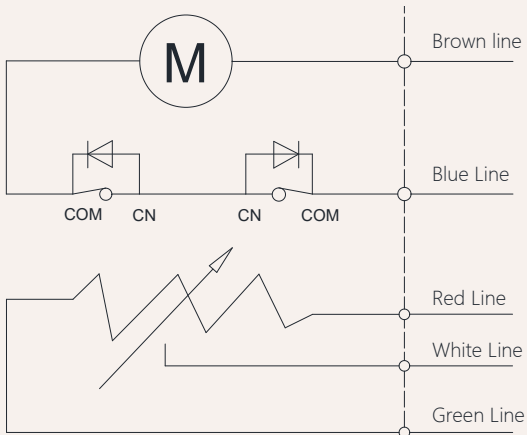 M
Brown line
Blue Line
COM CN CN COM
Red Line
White Line
Green Line